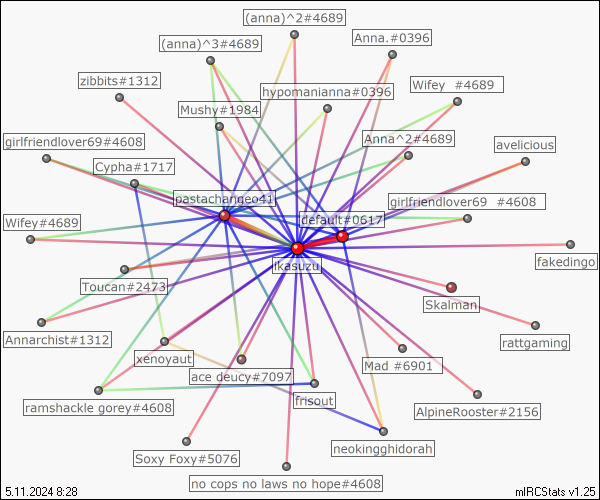 (anna)^2#4689
(anna)^3#4689
Anna.#0396
zibbits#1312
hypomanianna#0396
Wifey  #4689
Mushy#1984
girlfriendlover69#4608
Anna^2#4689
avelicious
Cypha#1717
pastachangeo41
girlfriendlover69  #4608
default#0617
Wifey#4689
ikasuzu
fakedingo
Toucan#2473
Skalman
Annarchist#1312
rattgaming
xenoyaut
Mad #6901
ace deucy#7097
frisout
ramshackle gorey#4608
AlpineRooster#2156
neokingghidorah
Soxy Foxy#5076
no cops no laws no hope#4608
5.11.2024 8:28
mIRCStats v1.25